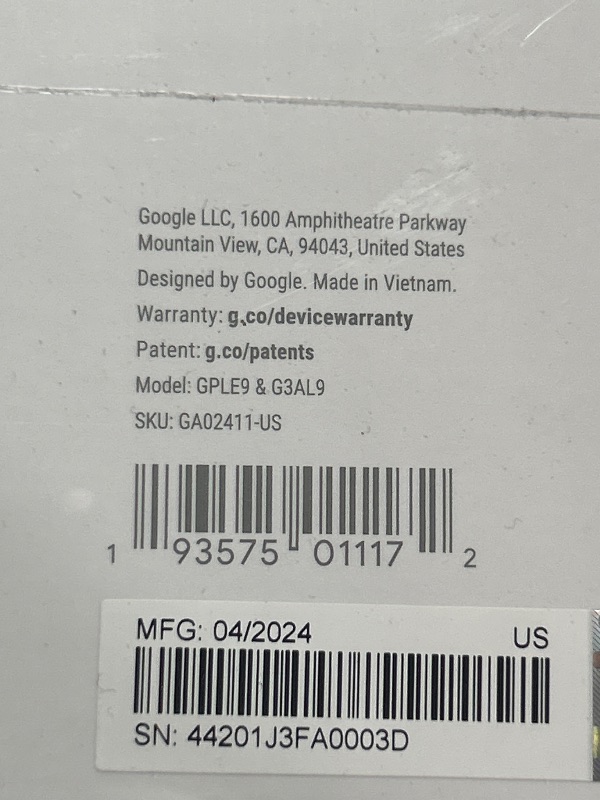 Google LLC, 1600 Amphitheatre Parkway
Mountain View, CA, 94043, United States
Designed by Google. Made in Vietnam.
Warranty: g.co/devicewarranty
Patent: g.co/patents
Model: GPLE9 & G3AL9
SKU: GA02411-US
1 93575 01117 2
MFG: 04/2024 US
SN: 44201J3FA0003D